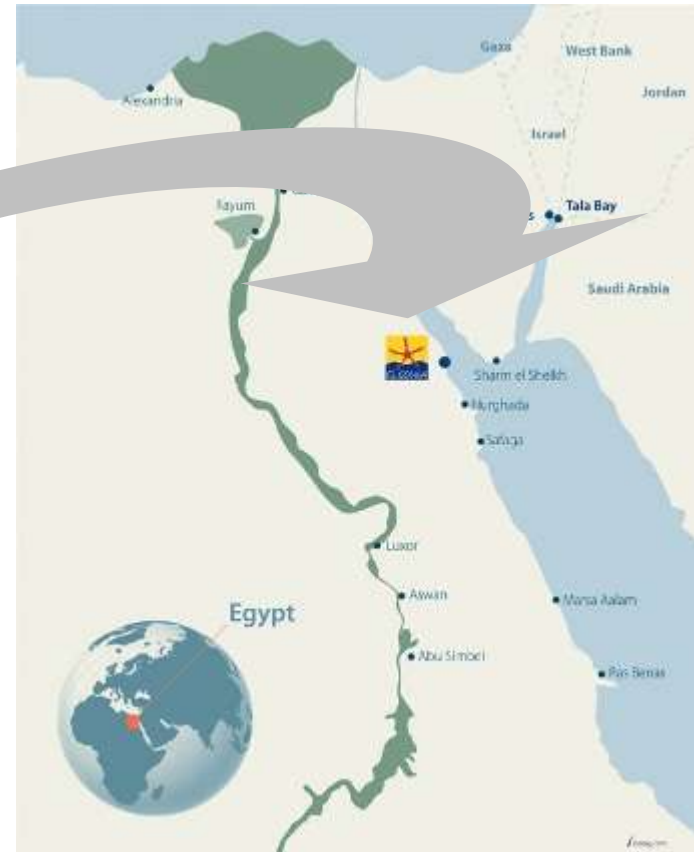 Gaza
West Bank
Alexandria
Jordan
Israel
Fayum
s
Tala Bay
Saudi Arabia
Sharm el Sheikh
Hurghada
Safaga
Luxor
Aswan
Marsa Aalam
Egypt
Abu Simbel
Ras Benas